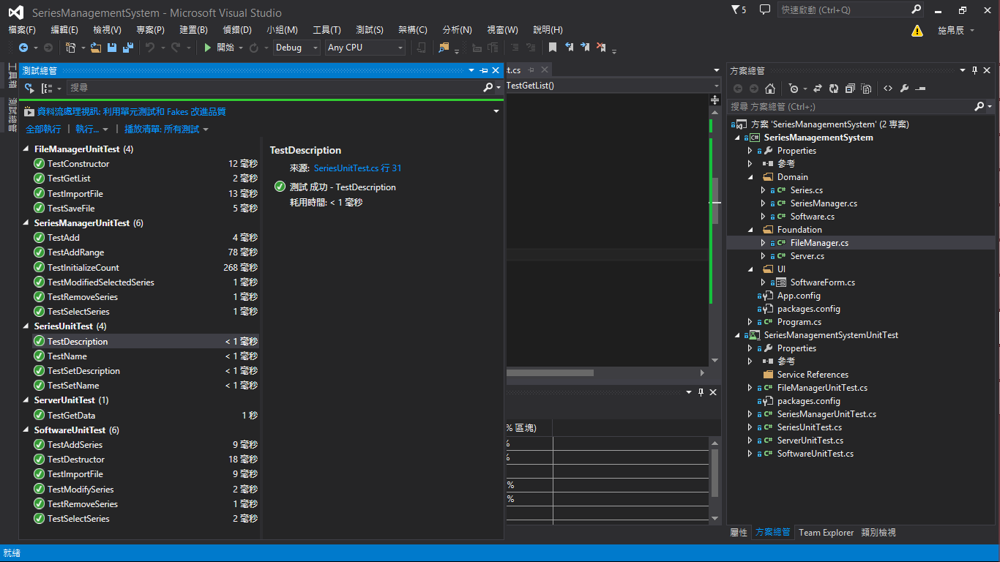 SeriesManagementSystem - Microsoft Visual Studio
5
快速啟動 (Ctrl+Q)
檔案(F) 編輯(E) 檢視(V) 專案(P) 建置(B) 偵錯(D) 小組(M) 工具(T) 測試(S) 架構(C) 分析(N) 視窗(W) 說明(H)
施帛辰
開始 Debug Any CPU
工具箱
測試總管
測試總管
搜尋
資料流處理視訊: 利用單元測試和 Fakes 改進品質
全部執行 | 執行... | 播放清單: 所有測試
FileManagerUnitTest (4)
TestConstructor 12 毫秒
TestGetList 2 毫秒
TestImportFile 13 毫秒
TestSaveFile 5 毫秒
SeriesManagerUnitTest (6)
TestAdd 4 毫秒
TestAddRange 78 毫秒
TestInitializeCount 268 毫秒
TestModifiedSelectedSeries 1 毫秒
TestRemoveSeries 1 毫秒
TestSelectSeries 1 毫秒
SeriesUnitTest (4)
TestDescription < 1 毫秒
TestName < 1 毫秒
TestSetDescription < 1 毫秒
TestSetName < 1 毫秒
ServerUnitTest (1)
TestGetData 1 秒
SoftwareUnitTest (6)
TestAddSeries 9 毫秒
TestDestructor 18 毫秒
TestImportFile 9 毫秒
TestModifySeries 2 毫秒
TestRemoveSeries 1 毫秒
TestSelectSeries 2 毫秒
TestDescription
來源: SeriesUnitTest.cs 行 31
測試 成功 - TestDescription
耗用時間: < 1 毫秒
t.cs
TestGetList()
% 區塊)
%
%
%
%
方案總管
搜尋 方案總管 (Ctrl+;)
方案 'SeriesManagementSystem' (2 專案)
SeriesManagementSystem
Properties
參考
Domain
Series.cs
SeriesManager.cs
Software.cs
Foundation
FileManager.cs
Server.cs
UI
SoftwareForm.cs
App.config
packages.config
Program.cs
SeriesManagementSystemUnitTest
Properties
參考
Service References
FileManagerUnitTest.cs
packages.config
SeriesManagerUnitTest.cs
SeriesUnitTest.cs
ServerUnitTest.cs
SoftwareUnitTest.cs
屬性 方案總管 Team Explorer 類別檢視
就緒